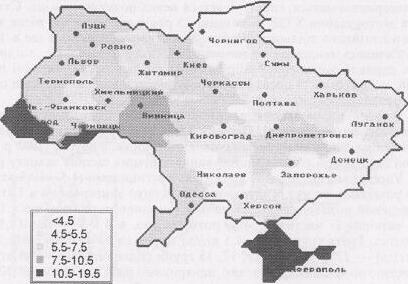 Луцк
Ровно
Чернигов
Львов
Киев
Сумы
Житомир
Тернополь
Черкассы
Харьков
Хмельницкий
Ив.-Франковск
Полтава
Винница
Луганск
род
Черновцы
Кировоград
Днепропетровск
Донецк
Николаев
Запорожье
Одесса
Херсон
<4.5
4.5-5.5
5.5-7.5
7.5-10.5
10.5-19.5
ферополь